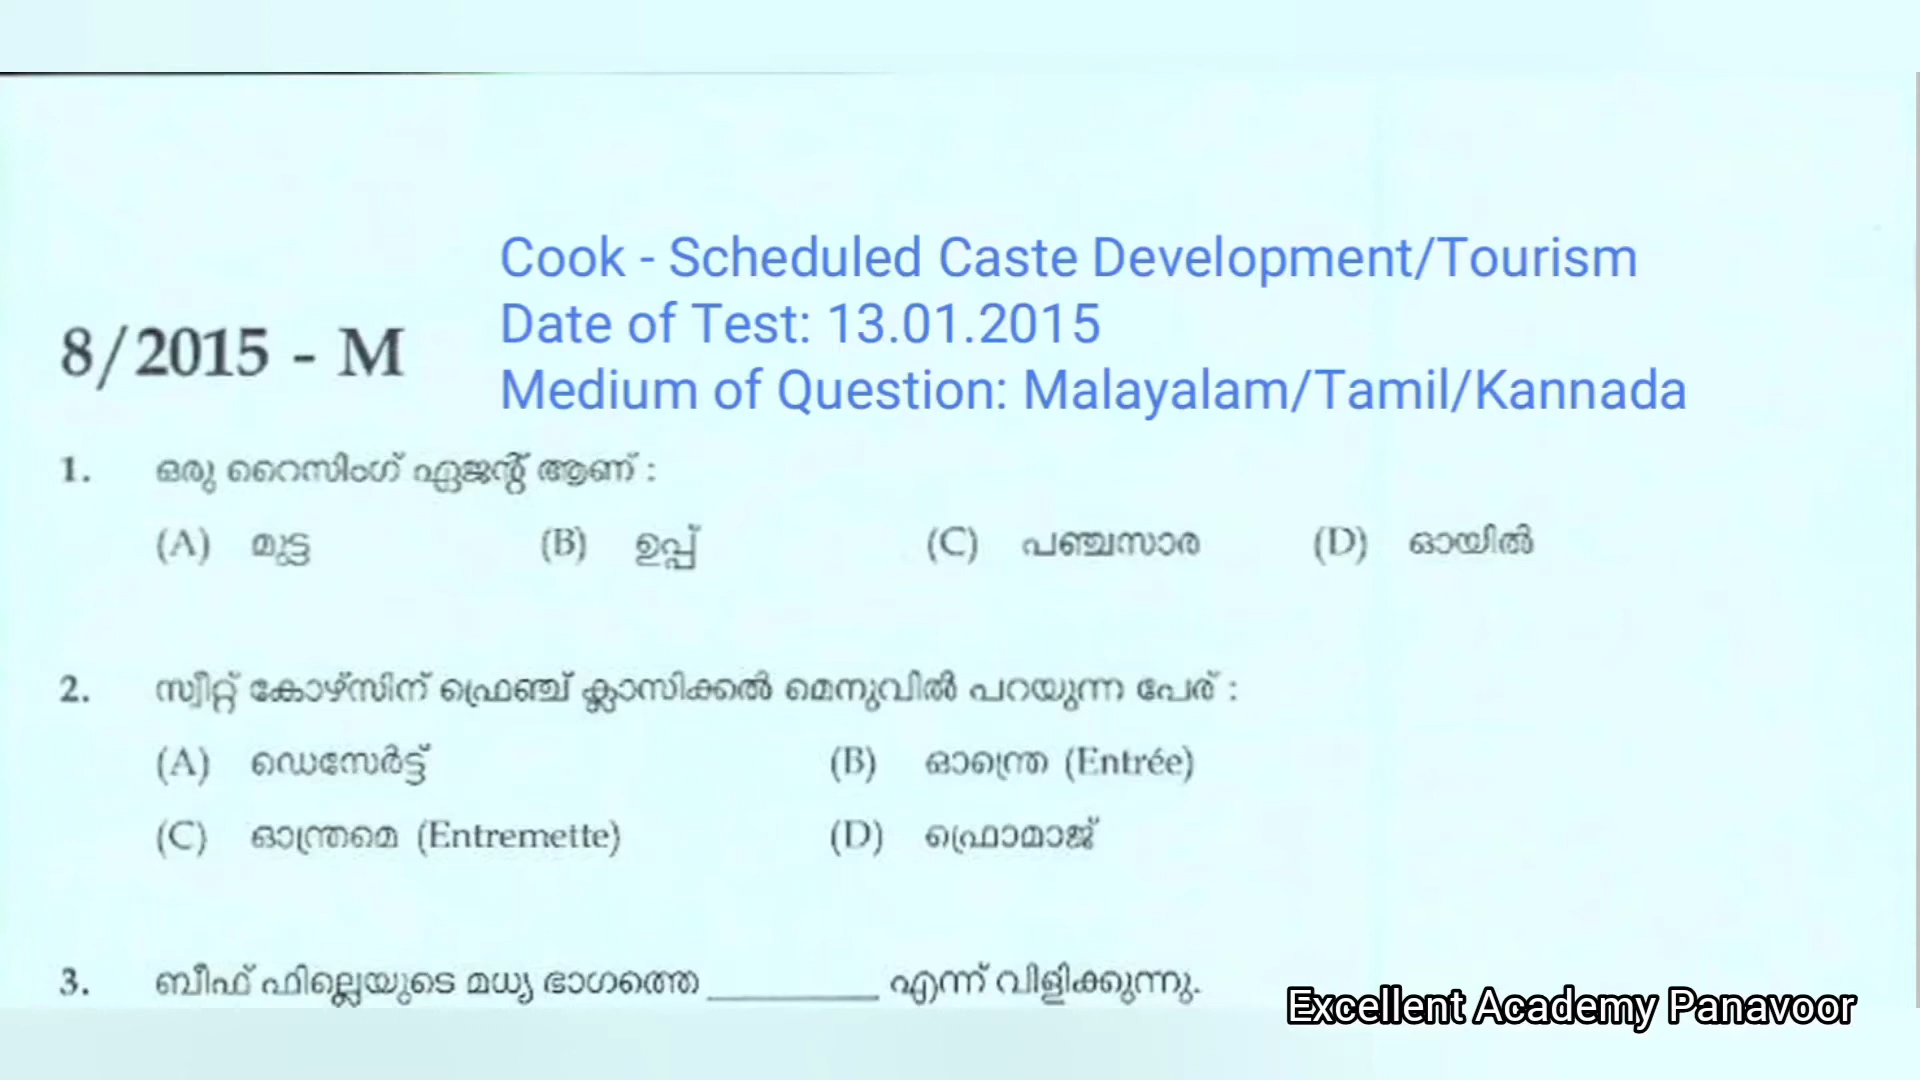 Cook - Scheduled Caste Development/Tourism
Date of Test: 13.01.2015
8/2015 - M
Medium of Question: Malayalam/Tamil/Kannada
1. ഒരു റൈസിംഗ് ഏജന്റ് ആണ് :
(A) മുട്ട (B) ഉപ്പ് (C) പഞ്ചസാര (D) ഓയിൽ
2. സ്വീറ്റ് കോഴ്സിന് ഫ്രെഞ്ച് ക്ലാസിക്കൽ മെനുവിൽ പറയുന്ന പേര് :
(A) ഡെസേർട്ട് (B) ഓന്ത്രെ (Entrée)
(C) ഓന്ത്രമെ (Entremette) (D) ഫ്രൊമാജ്
3. ബീഫ് ഫില്ലെയുടെ മധ്യ ഭാഗത്തെ ________ എന്ന് വിളിക്കുന്നു.
Excellent Academy Panavoor